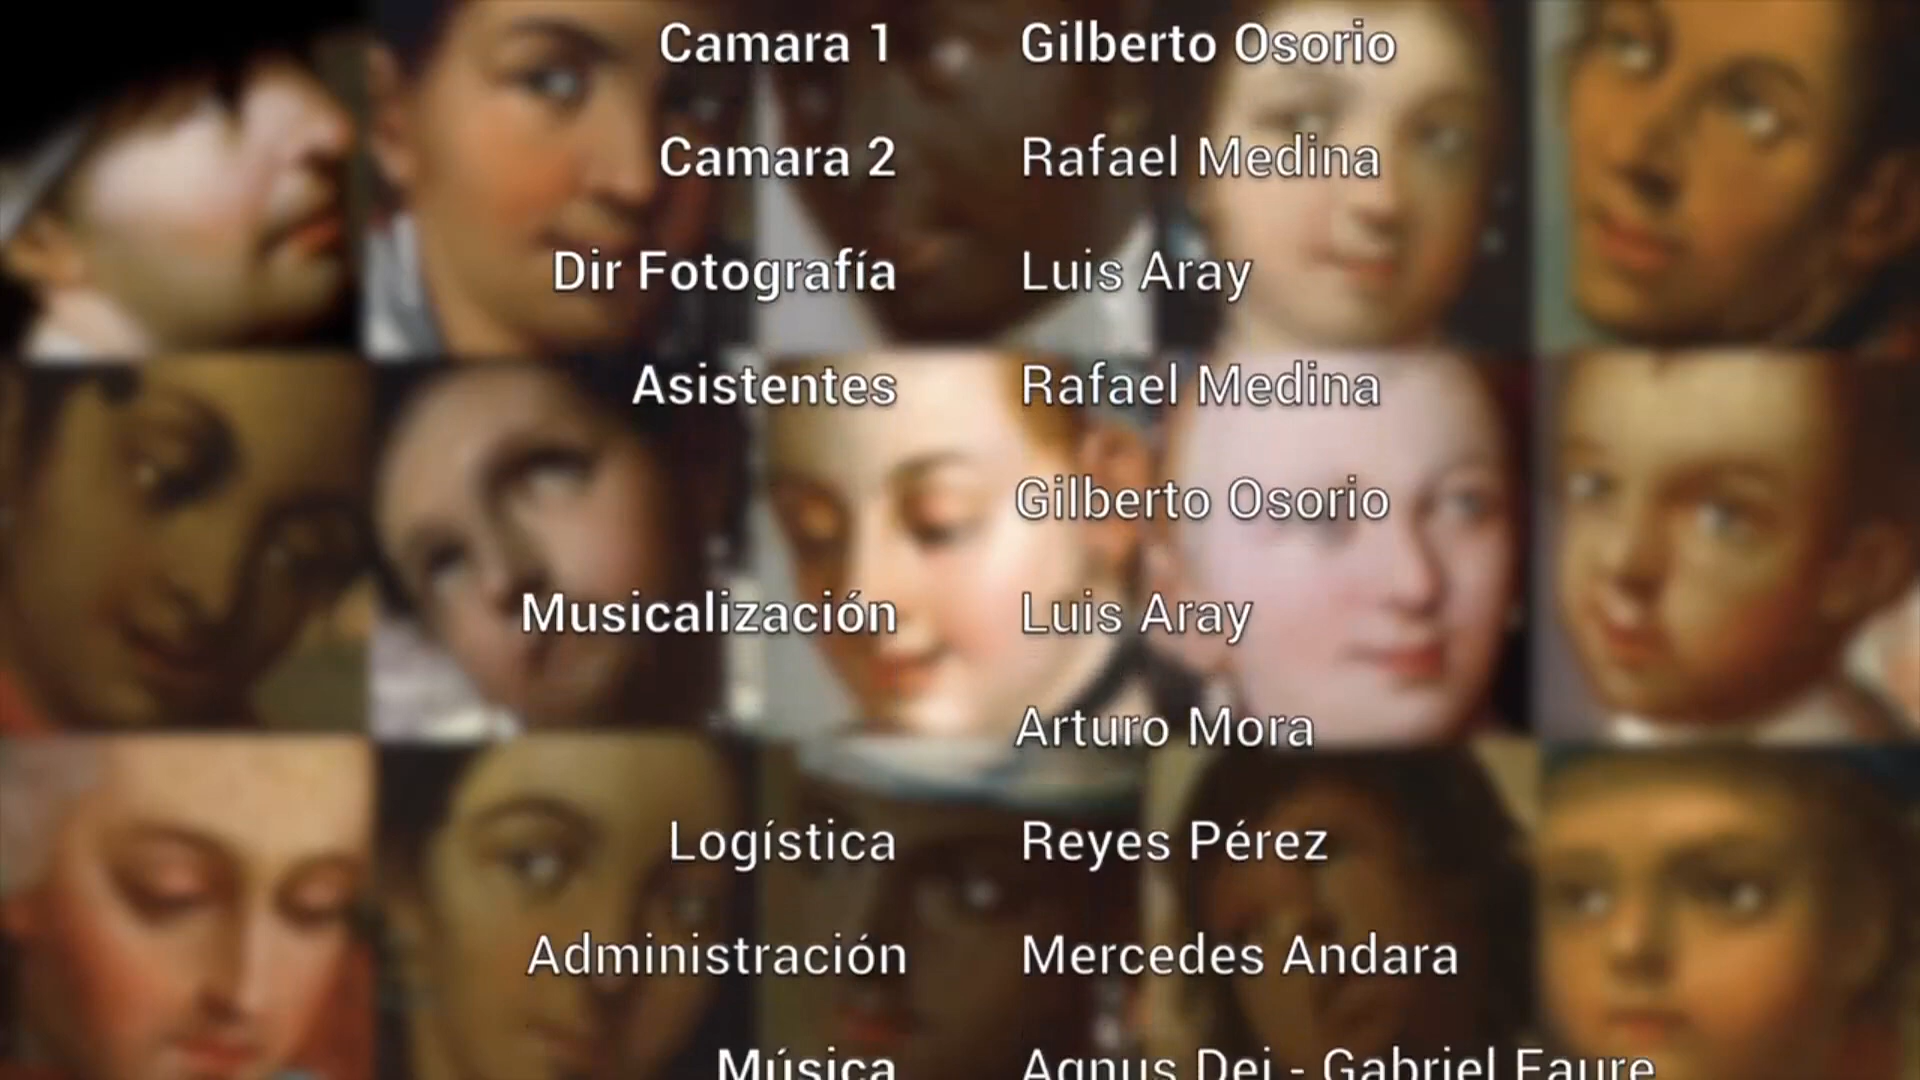 Camara 1 Gilberto Osorio
Camara 2 Rafael Medina
Dir Fotografía Luis Aray
Asistentes Rafael Medina
Gilberto Osorio
Musicalización Luis Aray
Arturo Mora
Logística Reyes Pérez
Administración Mercedes Andara
Música Agnus Dei - Gabriel Faure